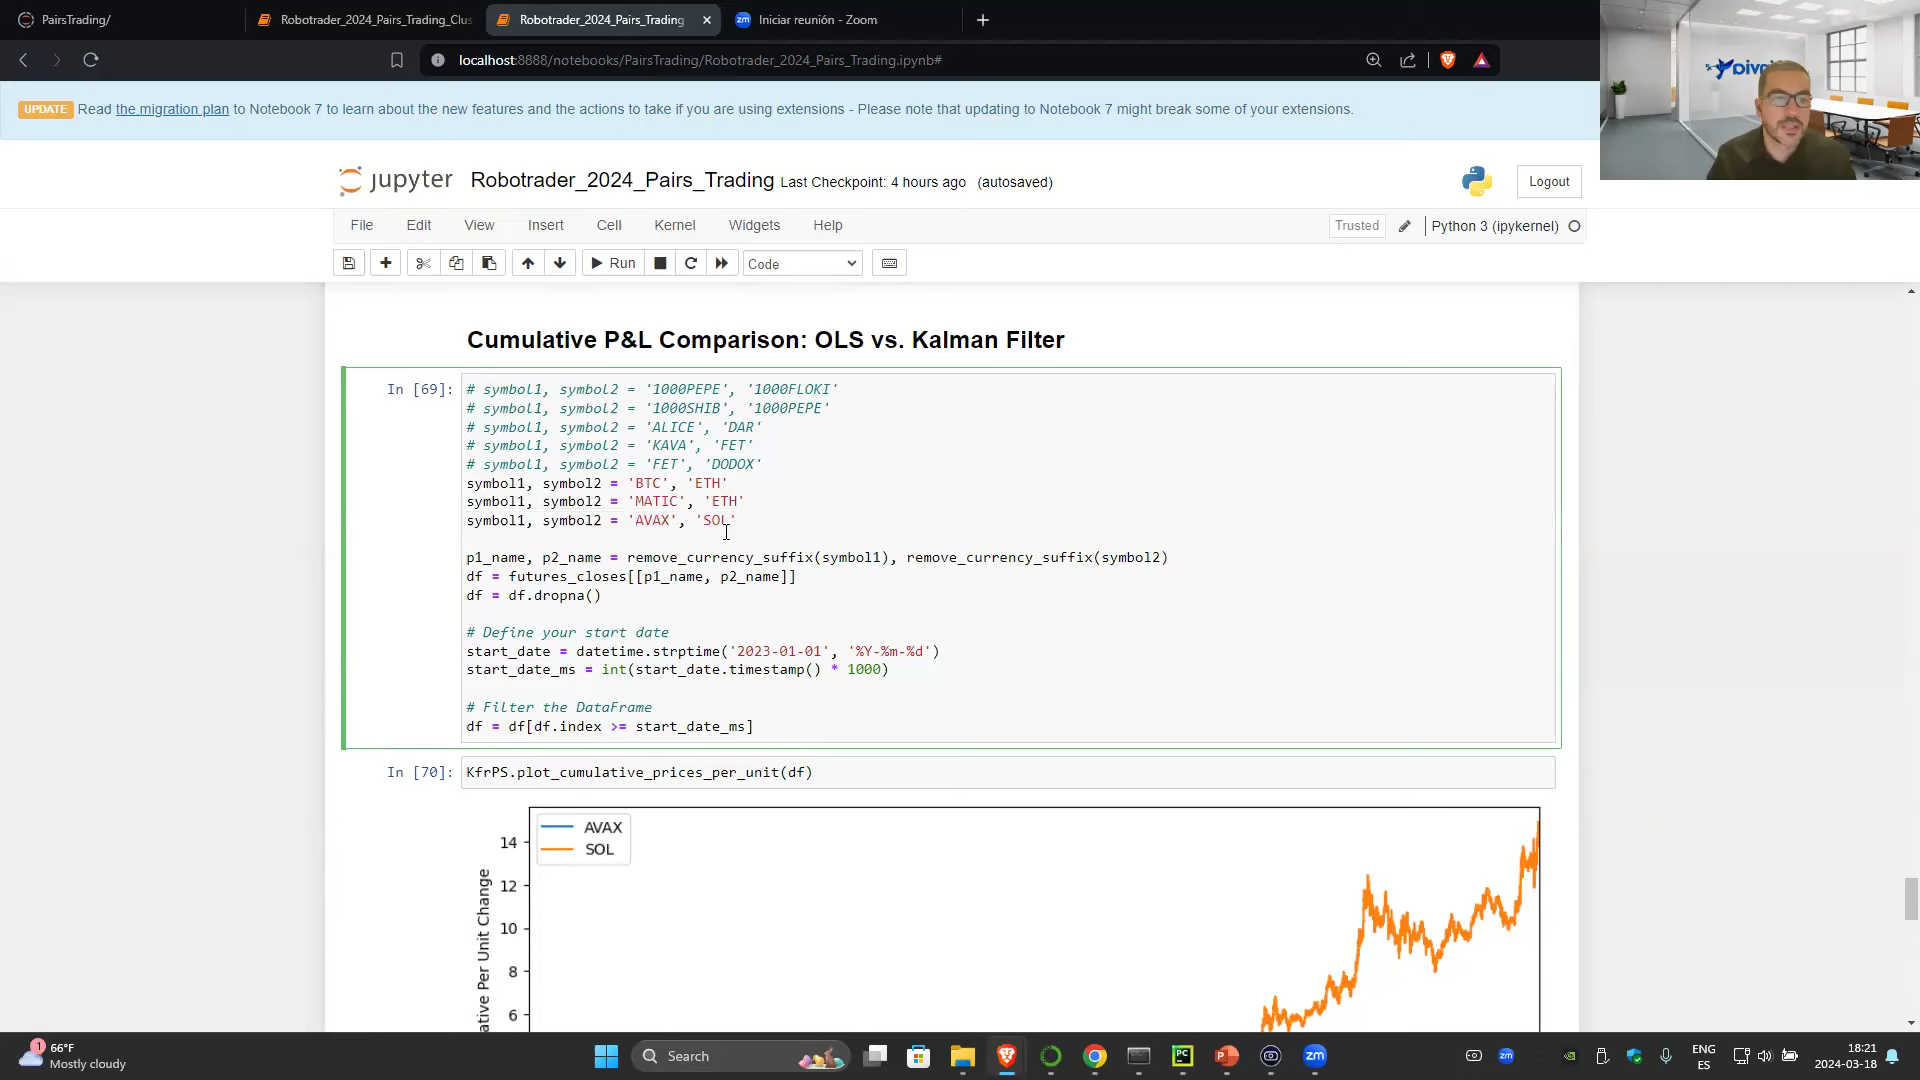 PairsTrading/
Robotrader_2024_Pairs_Trading_Clus
Robotrader_2024_Pairs_Trading
Iniciar reunión - Zoom
localhost:8888/notebooks/PairsTrading/Robotrader_2024_Pairs_Trading.ipynb#
UPDATE Read the migration plan to Notebook 7 to learn about the new features and the actions to take if you are using extensions - Please note that updating to Notebook 7 might break some of your extensions.
jupyter Robotrader_2024_Pairs_Trading Last Checkpoint: 4 hours ago (autosaved)
Logout
File Edit View Insert Cell Kernel Widgets Help
Trusted Python 3 (ipykernel)
Run Code
Cumulative P&L Comparison: OLS vs. Kalman Filter
In [69]: # symbol1, symbol2 = '1000PEPE', '1000FLOKI'
# symbol1, symbol2 = '1000SHIB', '1000PEPE'
# symbol1, symbol2 = 'ALICE', 'DAR'
# symbol1, symbol2 = 'KAVA', 'FET'
# symbol1, symbol2 = 'FET', 'DODOX'
symbol1, symbol2 = 'BTC', 'ETH'
symbol1, symbol2 = 'MATIC', 'ETH'
symbol1, symbol2 = 'AVAX', 'SOL'
p1_name, p2_name = remove_currency_suffix(symbol1), remove_currency_suffix(symbol2)
df = futures_closes[[p1_name, p2_name]]
df = df.dropna()
# Define your start date
start_date = datetime.strptime('2023-01-01', '%Y-%m-%d')
start_date_ms = int(start_date.timestamp() * 1000)
# Filter the DataFrame
df = df[df.index >= start_date_ms]
In [70]: KfrPS.plot_cumulative_prices_per_unit(df)
AVAX
SOL
14
12
10
8
6
ative Per Unit Change
1
66°F
Mostly cloudy
Search
PC
zm
ENG
ES
18:21
2024-03-18